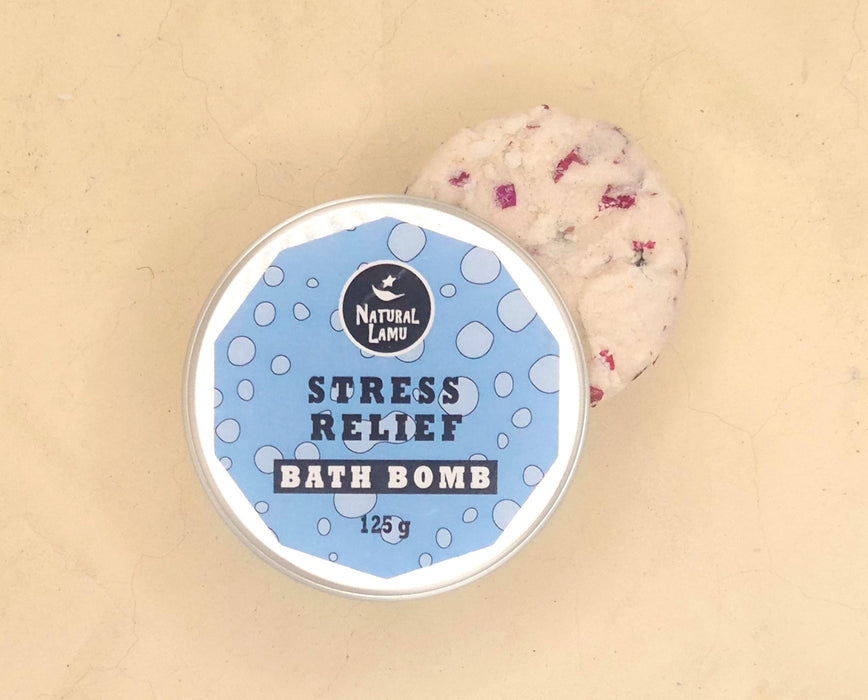 NATURAL
LAMU
STRESS
RELIEF
BATH BOMB
125 g